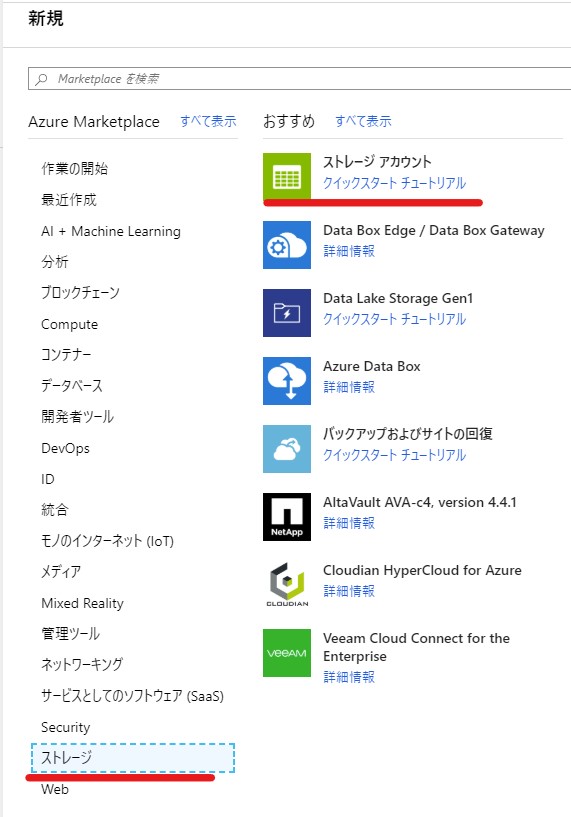 新規
Marketplace を検索
Azure Marketplace すべて表示
作業の開始
最近作成
AI + Machine Learning
分析
ブロックチェーン
Compute
コンテナー
データベース
開発者ツール
DevOps
ID
統合
モノのインターネット (IoT)
メディア
Mixed Reality
管理ツール
ネットワーキング
サービスとしてのソフトウェア (SaaS)
Security
ストレージ
Web
おすすめ すべて表示
ストレージ アカウント
クイックスタート チュートリアル
Data Box Edge / Data Box Gateway
詳細情報
Data Lake Storage Gen1
クイックスタート チュートリアル
Azure Data Box
詳細情報
バックアップおよびサイトの回復
クイックスタート チュートリアル
NetApp
AltaVault AVA-c4, version 4.4.1
詳細情報
CLOUDIAN
Cloudian HyperCloud for Azure
詳細情報
veeAM
Veeam Cloud Connect for the
Enterprise
詳細情報